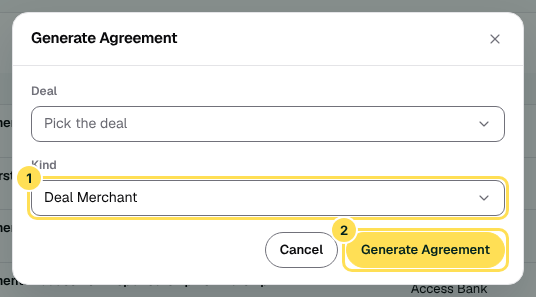 Generate Agreement
Deal
Pick the deal
Kind
1
Deal Merchant
2
Cancel
Generate Agreement
Access Bank